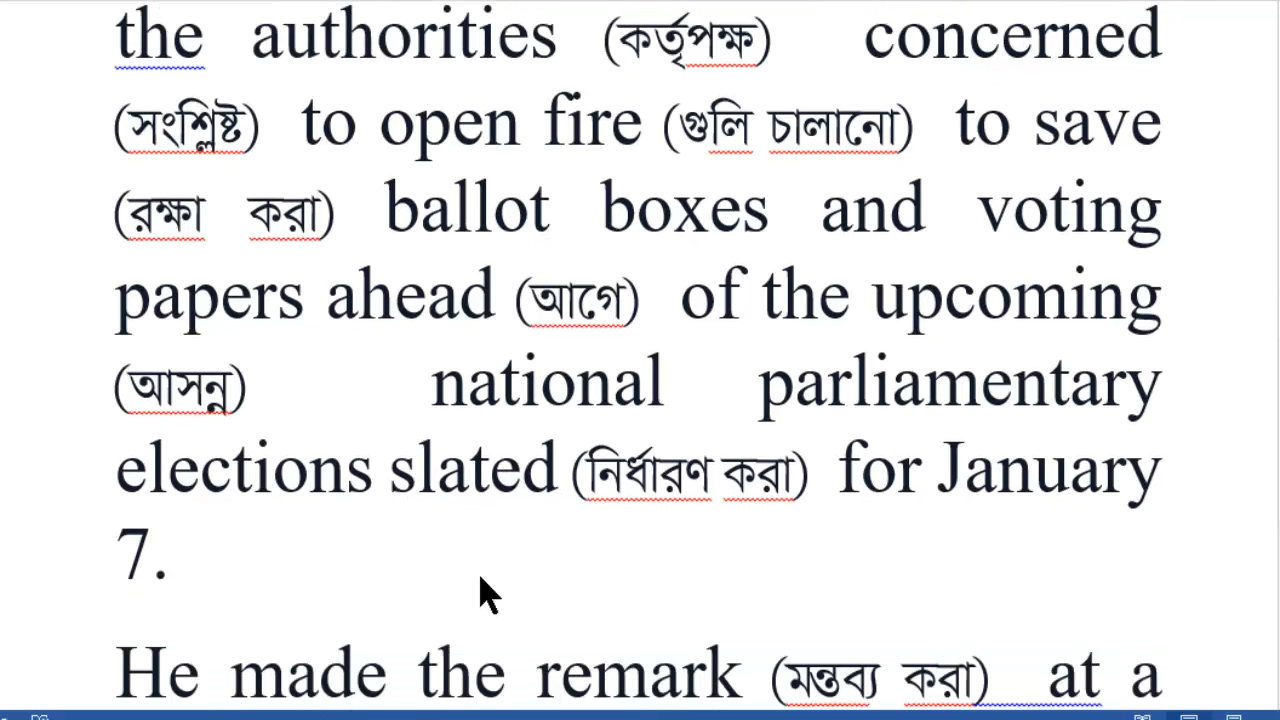 the authorities (কর্তৃপক্ষ) concerned
(সংশ্লিষ্ট) to open fire (গুলি চালানো) to save
(রক্ষা করা) ballot boxes and voting
papers ahead (আগে) of the upcoming
(আসন্ন) national parliamentary
elections slated (নির্ধারণ করা) for January
7.
He made the remark (মন্তব্য করা) at a